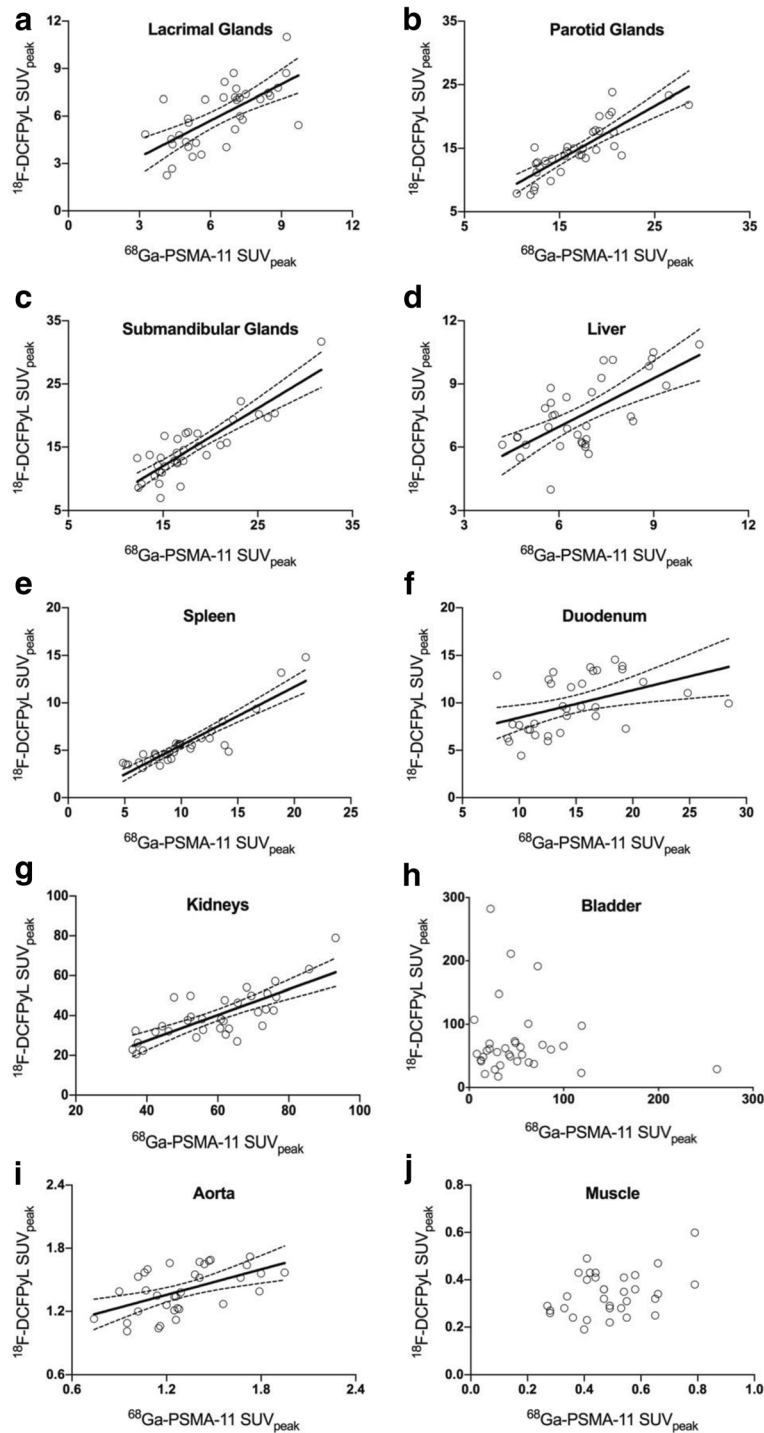 a
Lacrimal Glands
¹⁸F-DCFPyL SUVpeak
12
9
6
3
0
0 3 6 9 12
⁶⁸Ga-PSMA-11 SUVpeak
b
Parotid Glands
¹⁸F-DCFPyL SUVpeak
35
25
15
5
5 15 25 35
⁶⁸Ga-PSMA-11 SUVpeak
c
Submandibular Glands
¹⁸F-DCFPyL SUVpeak
35
25
15
5
5 15 25 35
⁶⁸Ga-PSMA-11 SUVpeak
d
Liver
¹⁸F-DCFPyL SUVpeak
12
9
6
3
3 6 9 12
⁶⁸Ga-PSMA-11 SUVpeak
e
Spleen
¹⁸F-DCFPyL SUVpeak
20
15
10
5
0
0 5 10 15 20 25
⁶⁸Ga-PSMA-11 SUVpeak
f
Duodenum
¹⁸F-DCFPyL SUVpeak
20
15
10
5
0
5 10 15 20 25 30
⁶⁸Ga-PSMA-11 SUVpeak
g
Kidneys
¹⁸F-DCFPyL SUVpeak
100
80
60
40
20
0
20 40 60 80 100
⁶⁸Ga-PSMA-11 SUVpeak
h
Bladder
¹⁸F-DCFPyL SUVpeak
300
200
100
0
0 100 200 300
⁶⁸Ga-PSMA-11 SUVpeak
i
Aorta
¹⁸F-DCFPyL SUVpeak
2.4
1.8
1.2
0.6
0.6 1.2 1.8 2.4
⁶⁸Ga-PSMA-11 SUVpeak
j
Muscle
¹⁸F-DCFPyL SUVpeak
0.8
0.6
0.4
0.2
0.0
0.0 0.2 0.4 0.6 0.8 1.0
⁶⁸Ga-PSMA-11 SUVpeak